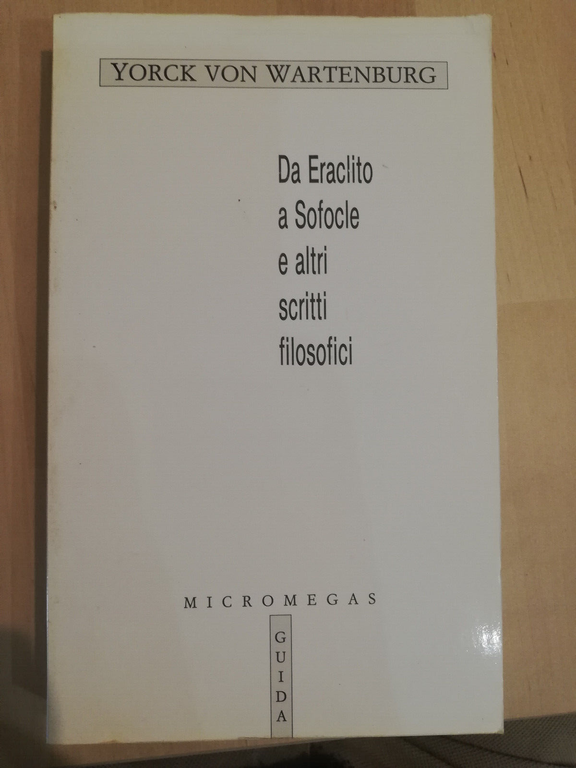 YORCK VON WARTENBURG
Da Eraclito
a Sofocle
e altri
scritti
filosofici
MICROMEGAS
GUIDA